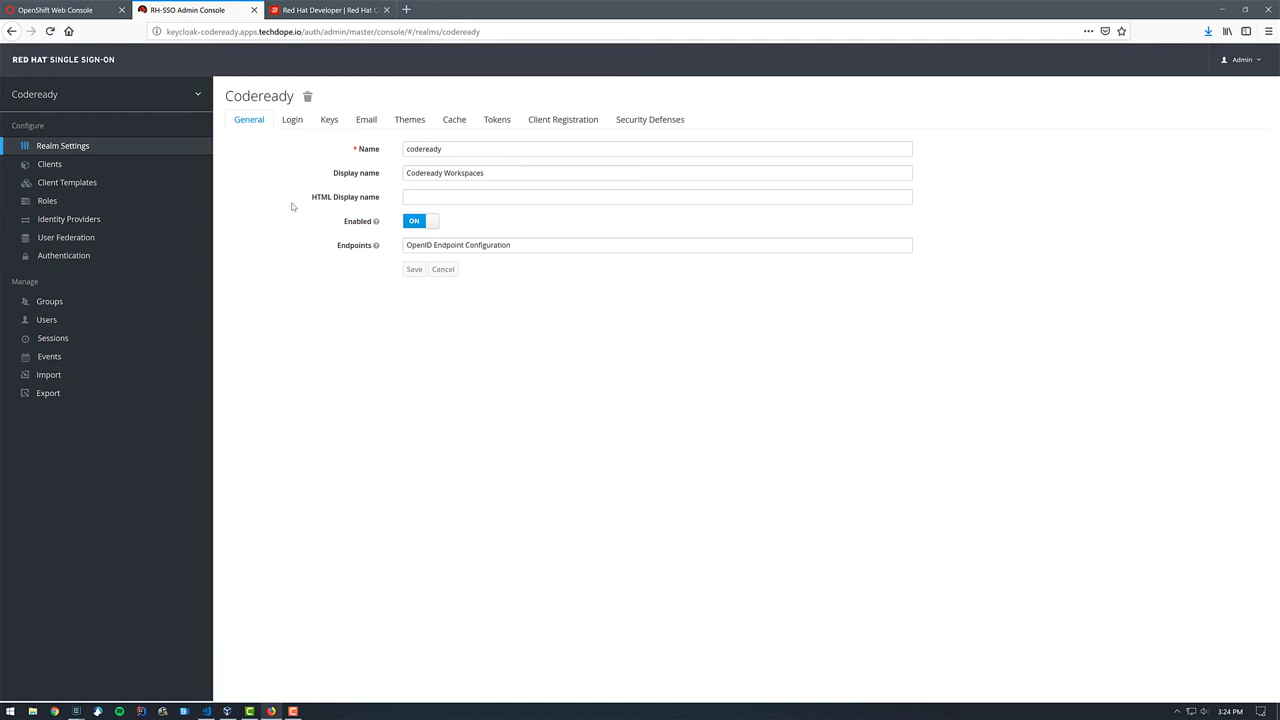 OpenShift Web Console
RH-SSO Admin Console
Red Hat Developer | Red Hat C
keycloak-codeready.apps.techdope.io/auth/admin/master/console/#/realms/codeready
RED HAT SINGLE SIGN-ON
Admin
Codeready
Configure
Realm Settings
Clients
Client Templates
Roles
Identity Providers
User Federation
Authentication
Manage
Groups
Users
Sessions
Events
Import
Export
Codeready
General Login Keys Email Themes Cache Tokens Client Registration Security Defenses
* Name codeready
Display name Codeready Workspaces
HTML Display name
Enabled ON
Endpoints OpenID Endpoint Configuration
Save Cancel
3:24 PM